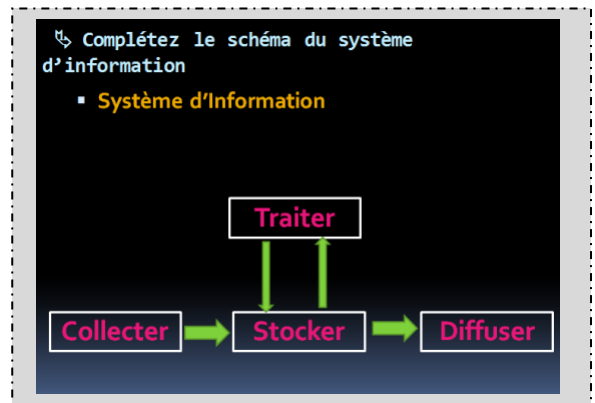 ↳ Complétez le schéma du système
d'information
▪ Système d'Information
Traiter
Collecter
Stocker
Diffuser